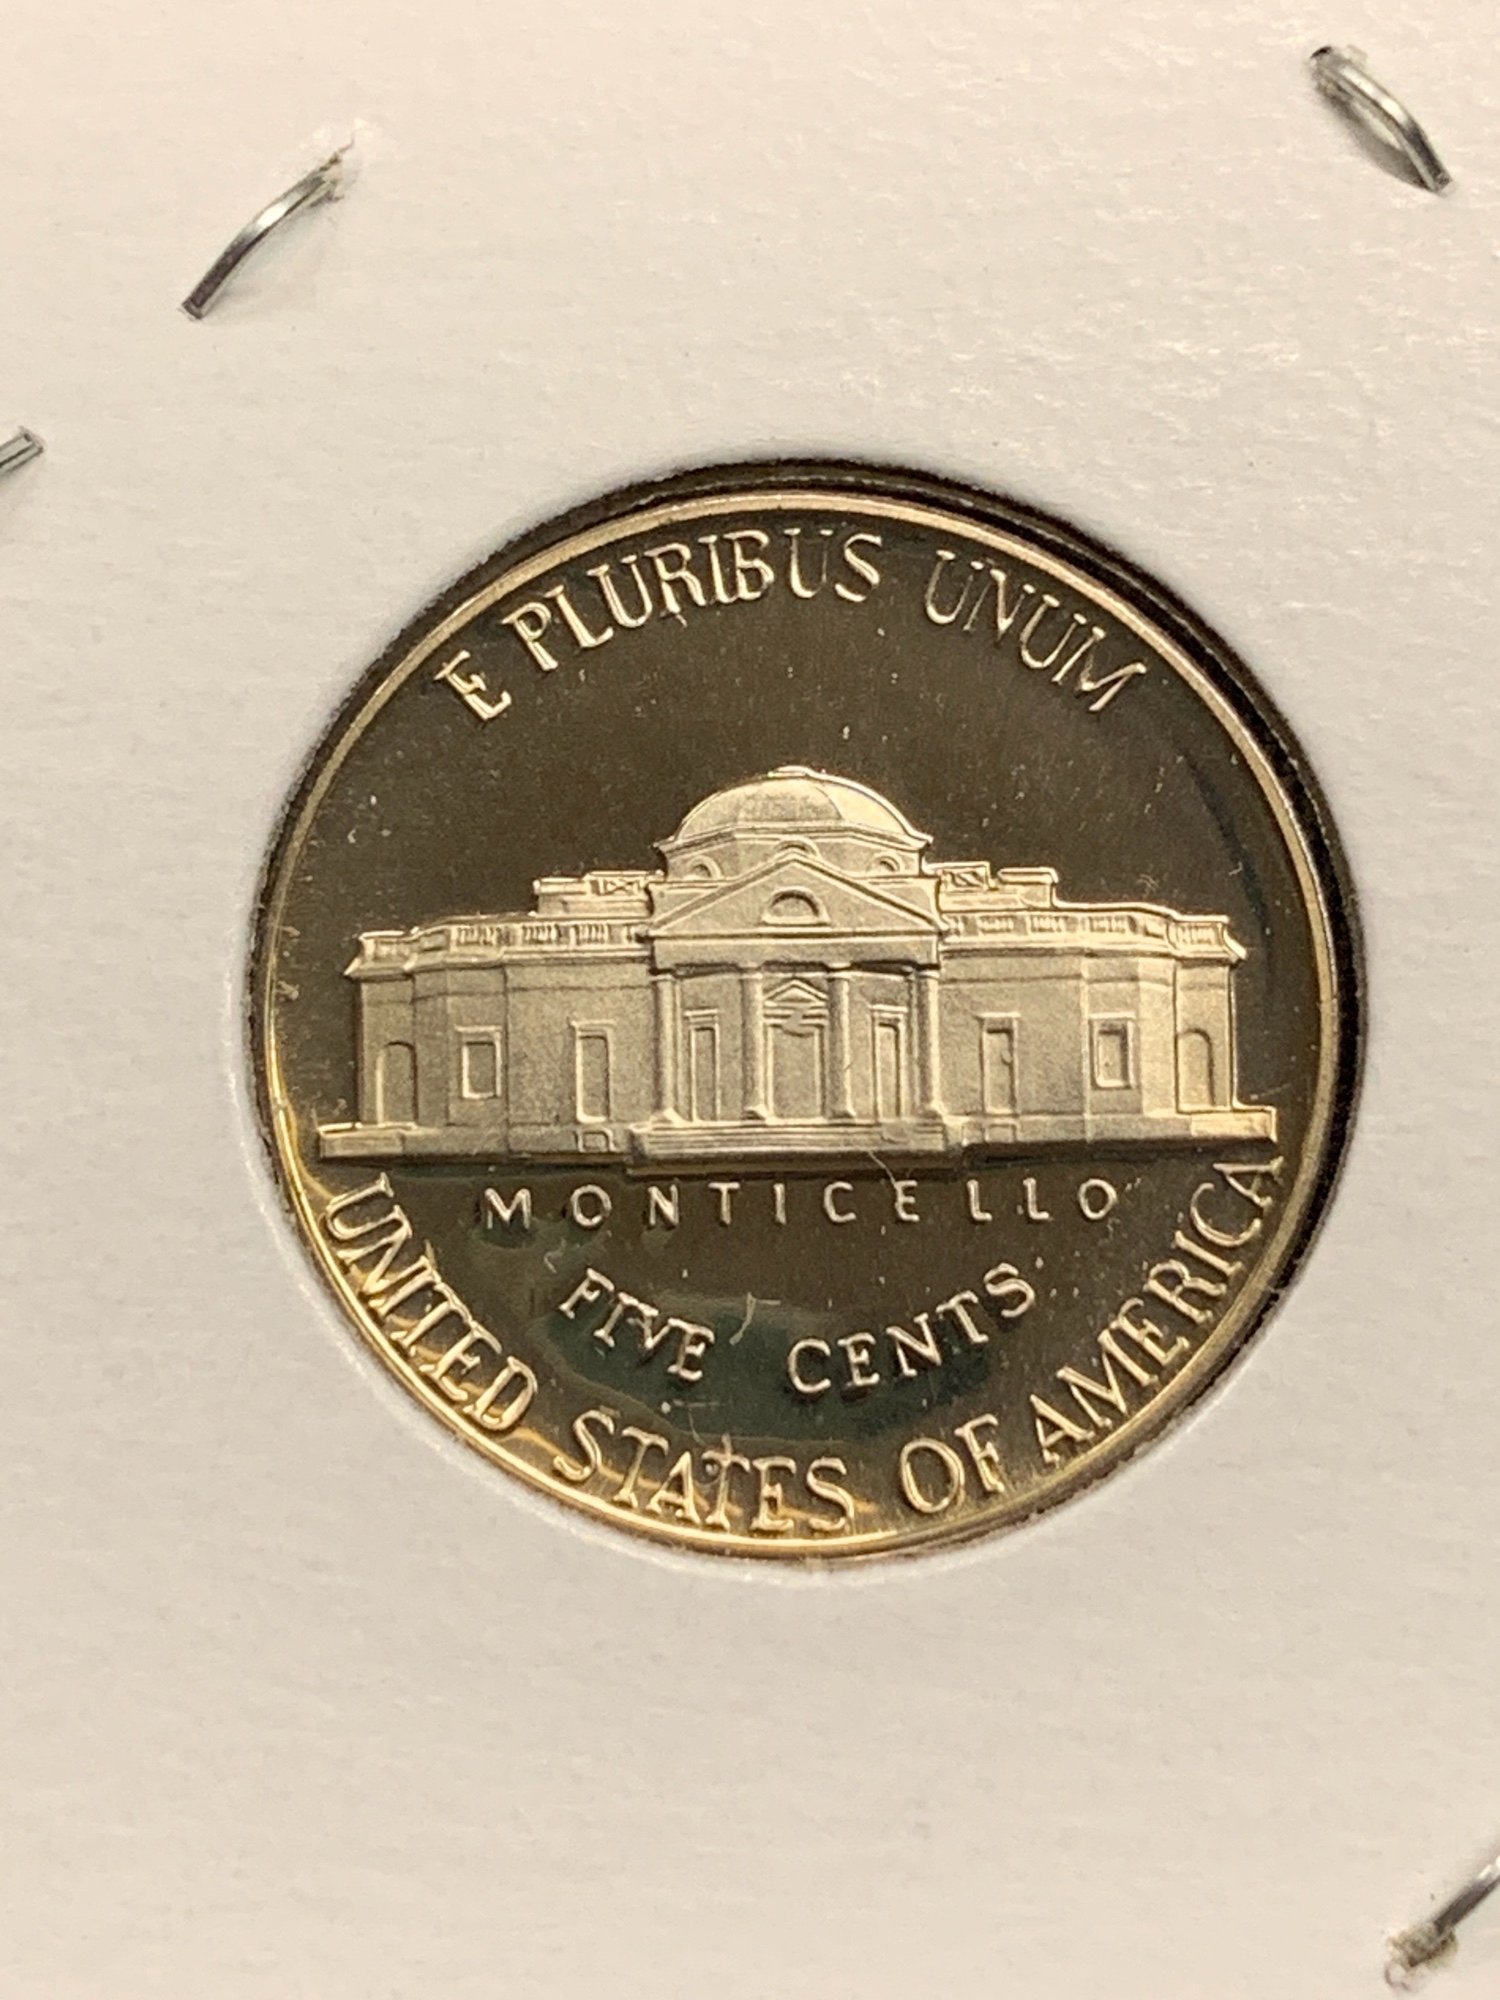 E PLURIBUS UNUM
MONTICELLO
FIVE CENTS
UNITED STATES OF AMERICA